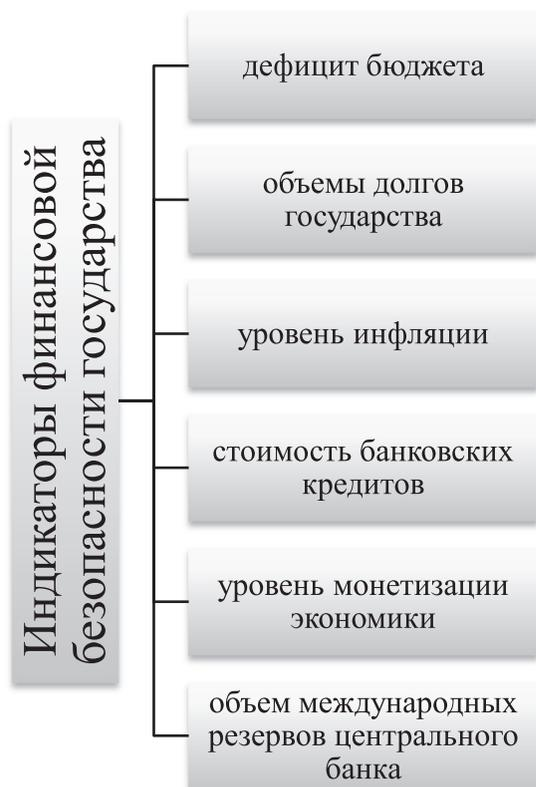 Индикаторы финансовой
безопасности государства
дефицит бюджета
объемы долгов
государства
уровень инфляции
стоимость банковских
кредитов
уровень монетизации
экономики
объем международных
резервов центрального
банка